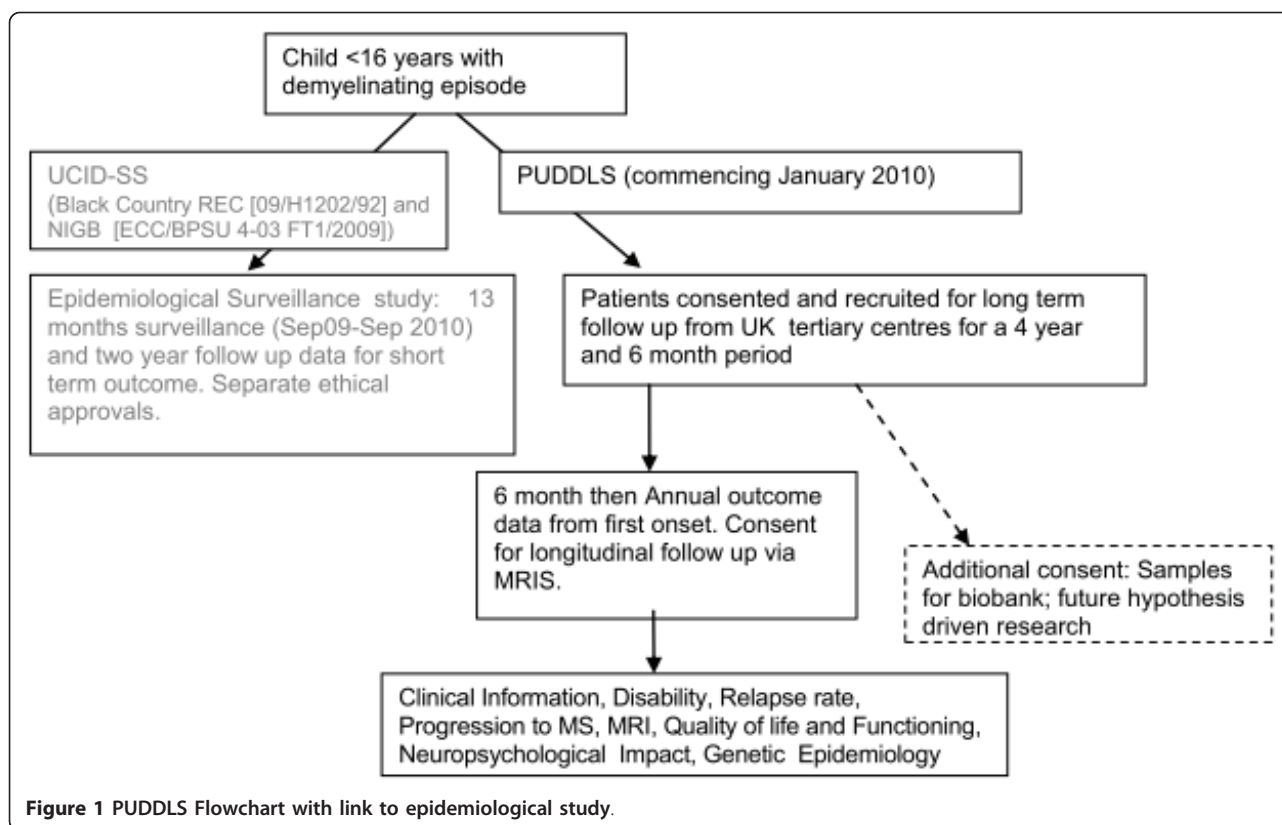 Child <16 years with
demyelinating episode
UCID-SS
(Black Country REC [09/H1202/92] and
NIGB [ECC/BPSU 4-03 FT1/2009])
PUDDLS (commencing January 2010)
Epidemiological Surveillance study: 13
months surveillance (Sep09-Sep 2010)
and two year follow up data for short
term outcome. Separate ethical
approvals.
Patients consented and recruited for long term
follow up from UK tertiary centres for a 4 year
and 6 month period
6 month then Annual outcome
data from first onset. Consent
for longitudinal follow up via
MRIS.
Additional consent: Samples
for biobank; future hypothesis
driven research
Clinical Information, Disability, Relapse rate,
Progression to MS, MRI, Quality of life and Functioning,
Neuropsychological Impact, Genetic Epidemiology
Figure 1 PUDDLS Flowchart with link to epidemiological study.